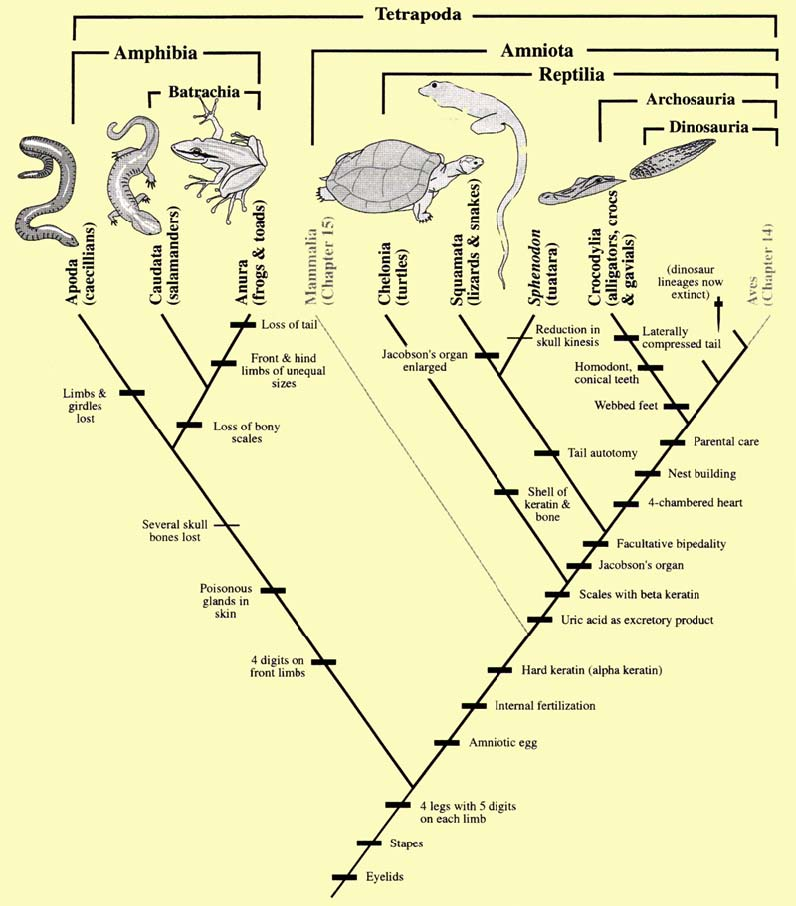 Tetrapoda
Amphibia
Amniota
Reptilia
Batrachia
Archosauria
Dinosauria
Apoda
(caecillians)
Caudata
(salamanders)
Anura
(frogs & toads)
Mammalia
(Chapter 15)
Chelonia
(turtles)
Squamata
(lizards & snakes)
Sphenodon
(tuatara)
Crocodylia
(alligators, crocs
& gavials)
(dinosaur
lineages now
extinct)
Aves
(Chapter 14)
Loss of tail
Front & hind
limbs of unequal
sizes
Limbs &
girdles
lost
Loss of bony
scales
Several skull
bones lost
Poisonous
glands in
skin
4 digits on
front limbs
Jacobson's organ
enlarged
Reduction in
skull kinesis
Laterally
compressed tail
Homodont,
conical teeth
Webbed feet
Parental care
Tail autotomy
Nest building
Shell of
keratin &
bone
4-chambered heart
Facultative bipedality
Jacobson's organ
Scales with beta keratin
Uric acid as excretory product
Hard keratin (alpha keratin)
Internal fertilization
Amniotic egg
4 legs with 5 digits
on each limb
Stapes
Eyelids